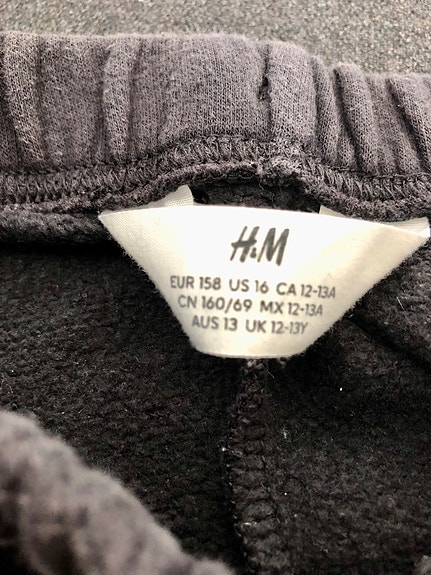 H&M
EUR 158 US 16 CA 12-13A
CN 160/69 MX 12-13A
AUS 13 UK 12-13Y